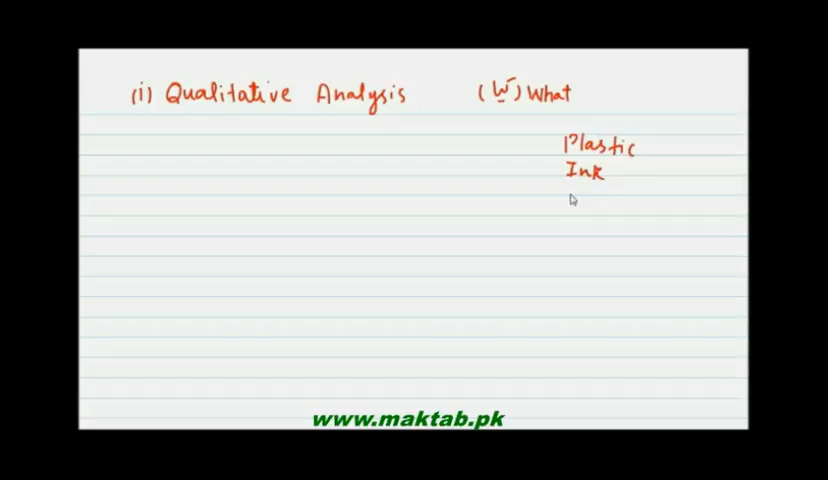 (i) Qualitative Analysis (کیا) What
Plastic
Ink
www.maktab.pk